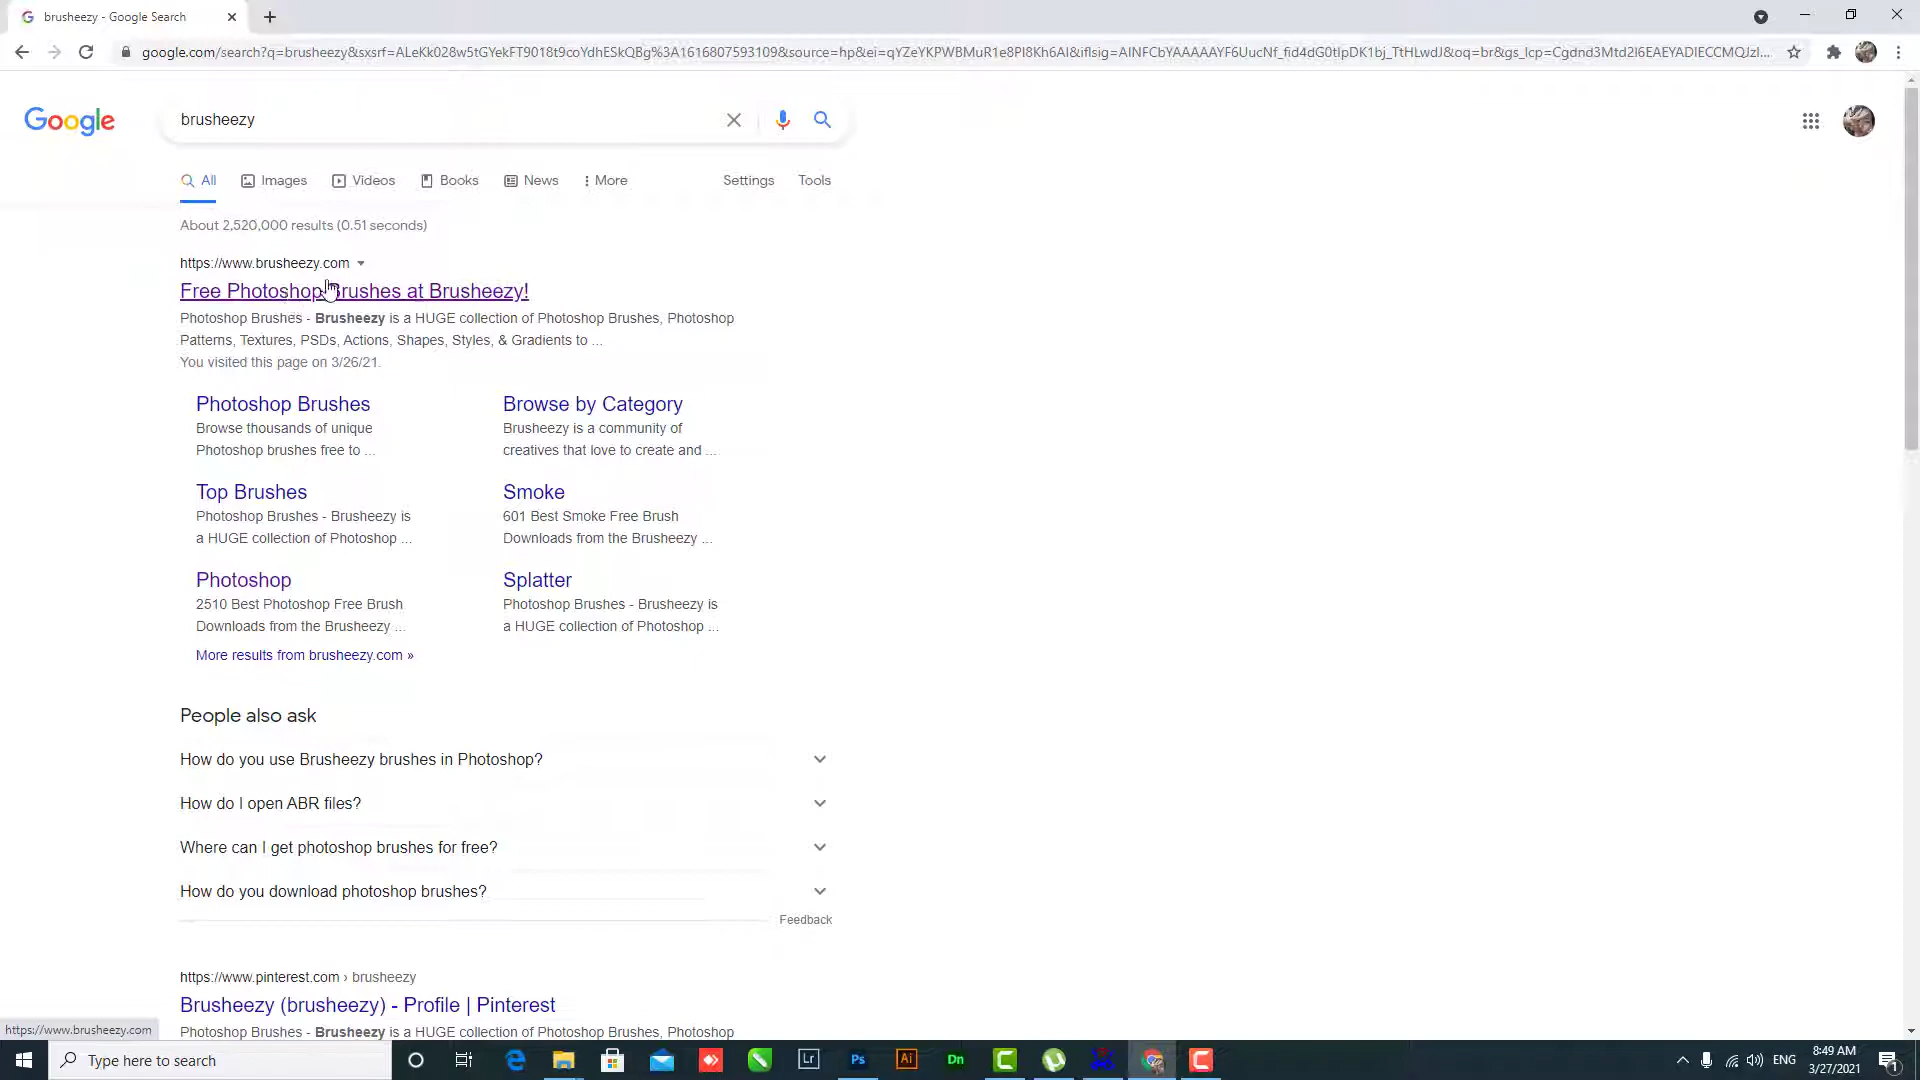 brusheezy - Google Search
google.com/search?q=brusheezy&sxsrf=ALeKk028w5tGYekFT9018t9coYdhESkQBg%3A1616807593109&source=hp&ei=qYZeYKPWBMuR1e8PI8Kh6AI&iflsig=AINFCbYAAAAAYF6UucNf_fid4dG0tlpDK1bj_TtHLwdJ&oq=br&gs_lcp=Cgdnd3Mtd2l6EAEYADIECCMQJzI...
Google
brusheezy
All Images Videos Books News More Settings Tools
About 2,520,000 results (0.51 seconds)
https://www.brusheezy.com
Free Photoshop Brushes at Brusheezy!
Photoshop Brushes - Brusheezy is a HUGE collection of Photoshop Brushes, Photoshop
Patterns, Textures, PSDs, Actions, Shapes, Styles, & Gradients to ...
You visited this page on 3/26/21.
Photoshop Brushes
Browse thousands of unique
Photoshop brushes free to ...
Browse by Category
Brusheezy is a community of
creatives that love to create and ...
Top Brushes
Photoshop Brushes - Brusheezy is
a HUGE collection of Photoshop ...
Smoke
601 Best Smoke Free Brush
Downloads from the Brusheezy ...
Photoshop
2510 Best Photoshop Free Brush
Downloads from the Brusheezy ...
Splatter
Photoshop Brushes - Brusheezy is
a HUGE collection of Photoshop ...
More results from brusheezy.com »
People also ask
How do you use Brusheezy brushes in Photoshop?
How do I open ABR files?
Where can I get photoshop brushes for free?
How do you download photoshop brushes?
Feedback
https://www.pinterest.com › brusheezy
Brusheezy (brusheezy) - Profile | Pinterest
Photoshop Brushes - Brusheezy is a HUGE collection of Photoshop Brushes, Photoshop
https://www.brusheezy.com
Type here to search
Lr
Ps
Ai
Dn
ENG
8:49 AM
3/27/2021
1